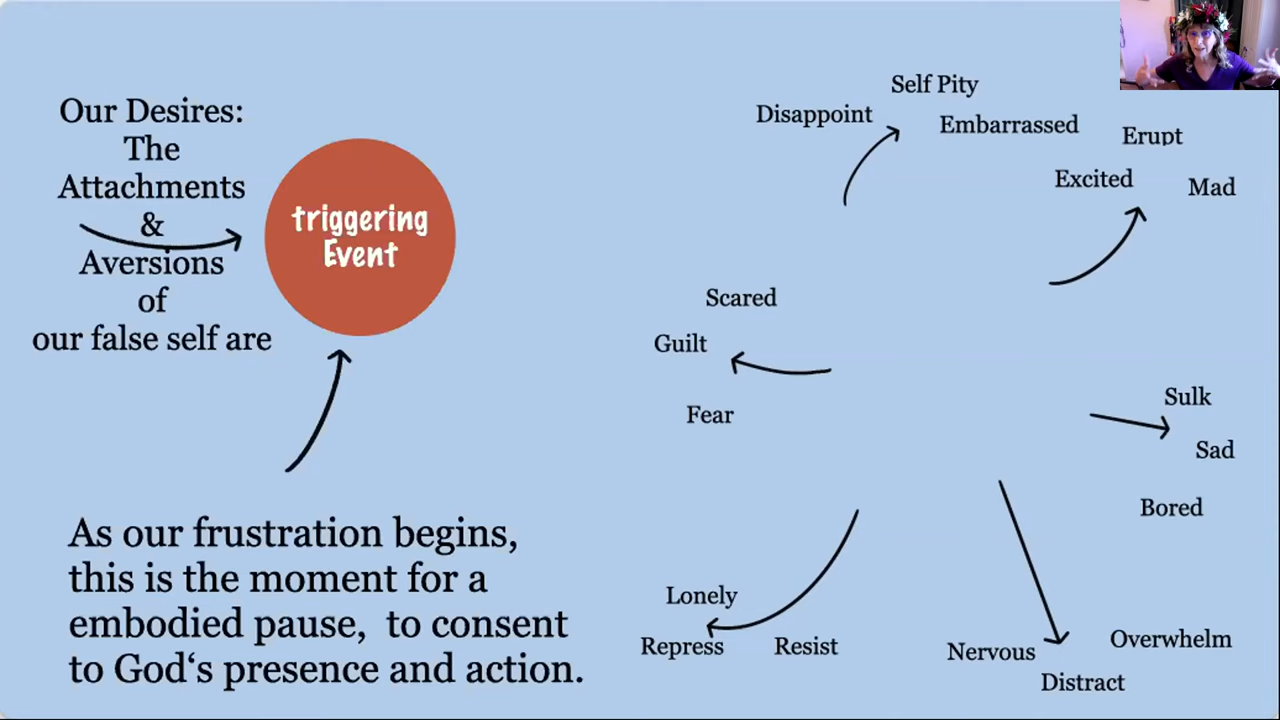 Our Desires:
The
Attachments
&
Aversions
of
our false self are
triggering
Event
As our frustration begins,
this is the moment for a
embodied pause,  to consent
to God‘s presence and action.
Self Pity
Disappoint
Embarrassed
Erupt
Excited
Mad
Scared
Guilt
Fear
Sulk
Sad
Bored
Lonely
Repress
Resist
Nervous
Overwhelm
Distract